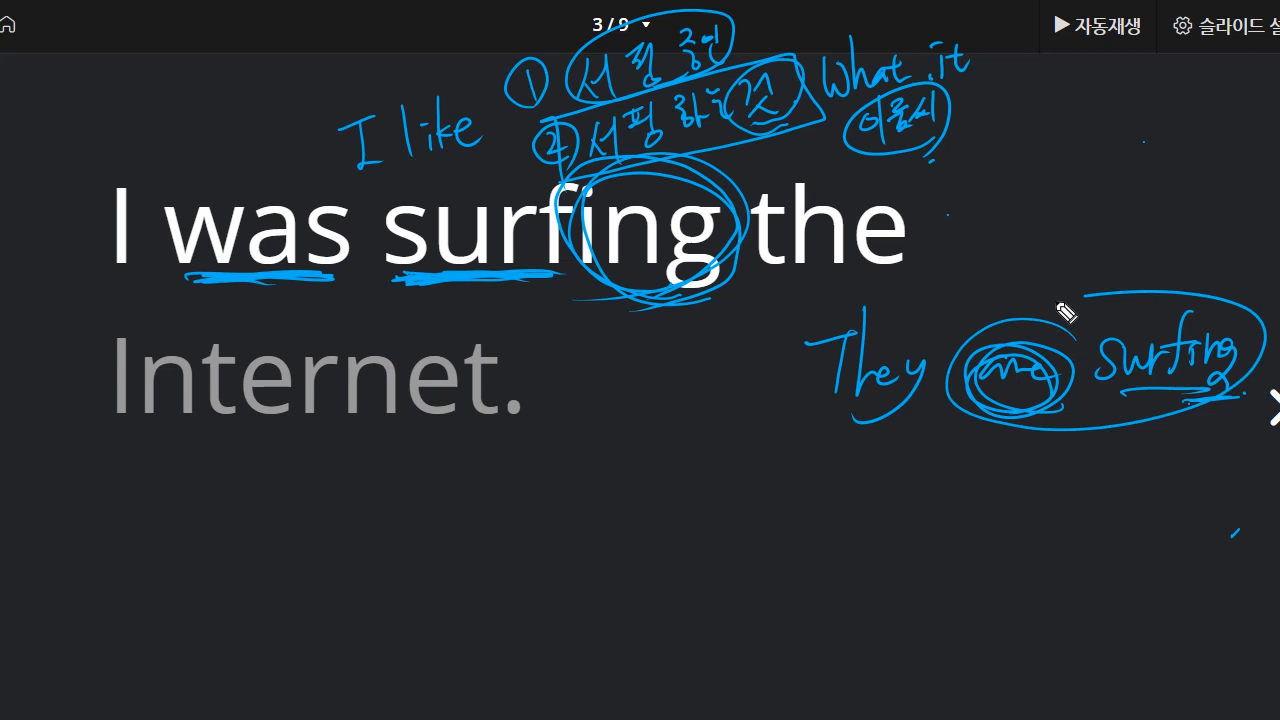 3 / 9 ▼ ▶ 자동재생 슬라이드 설
① 서핑 중인
I like ② 서핑 하는 것 What it
이름씨
I was surfing the
Internet.
They are surfing